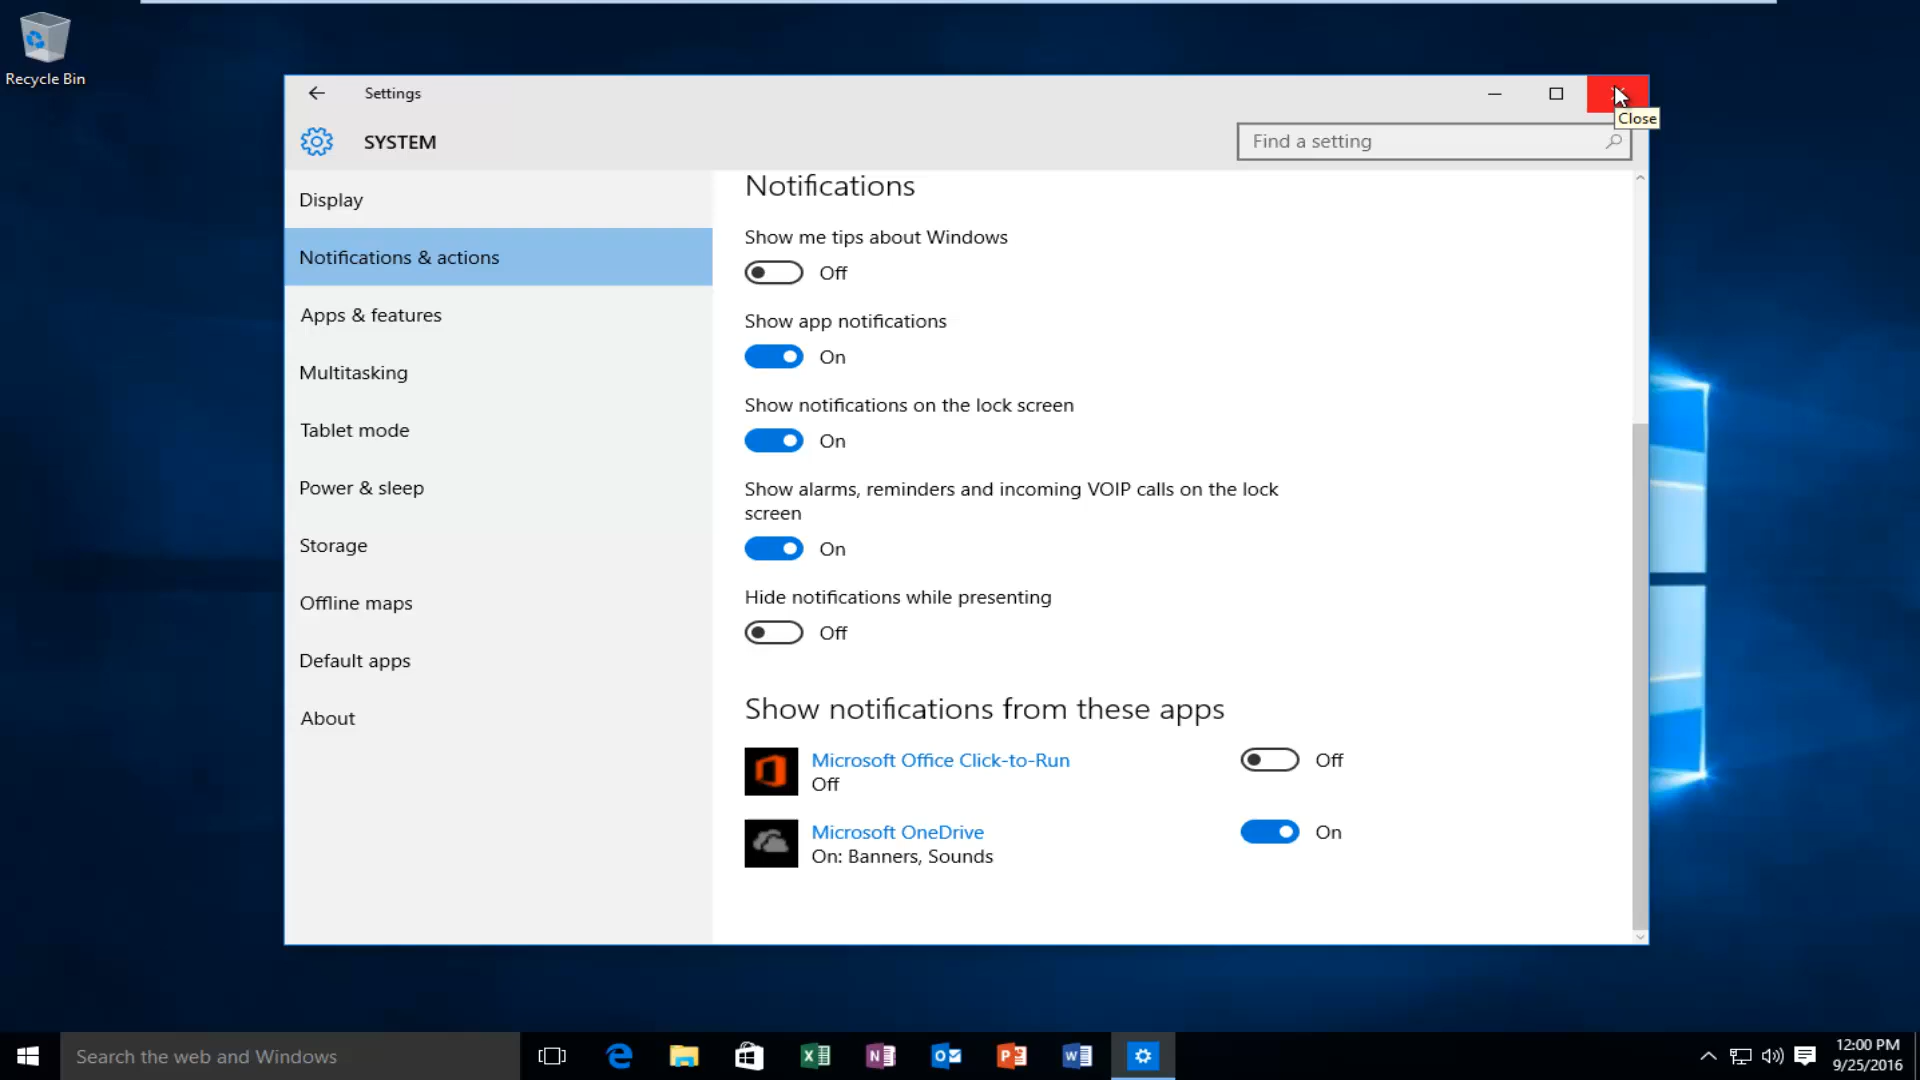 Recycle Bin
Settings
Close
SYSTEM
Find a setting
Display
Notifications & actions
Apps & features
Multitasking
Tablet mode
Power & sleep
Storage
Offline maps
Default apps
About
Notifications
Show me tips about Windows
Off
Show app notifications
On
Show notifications on the lock screen
On
Show alarms, reminders and incoming VOIP calls on the lock
screen
On
Hide notifications while presenting
Off
Show notifications from these apps
Microsoft Office Click-to-Run
Off
Off
Microsoft OneDrive
On
On: Banners, Sounds
Search the web and Windows
12:00 PM
9/25/2016